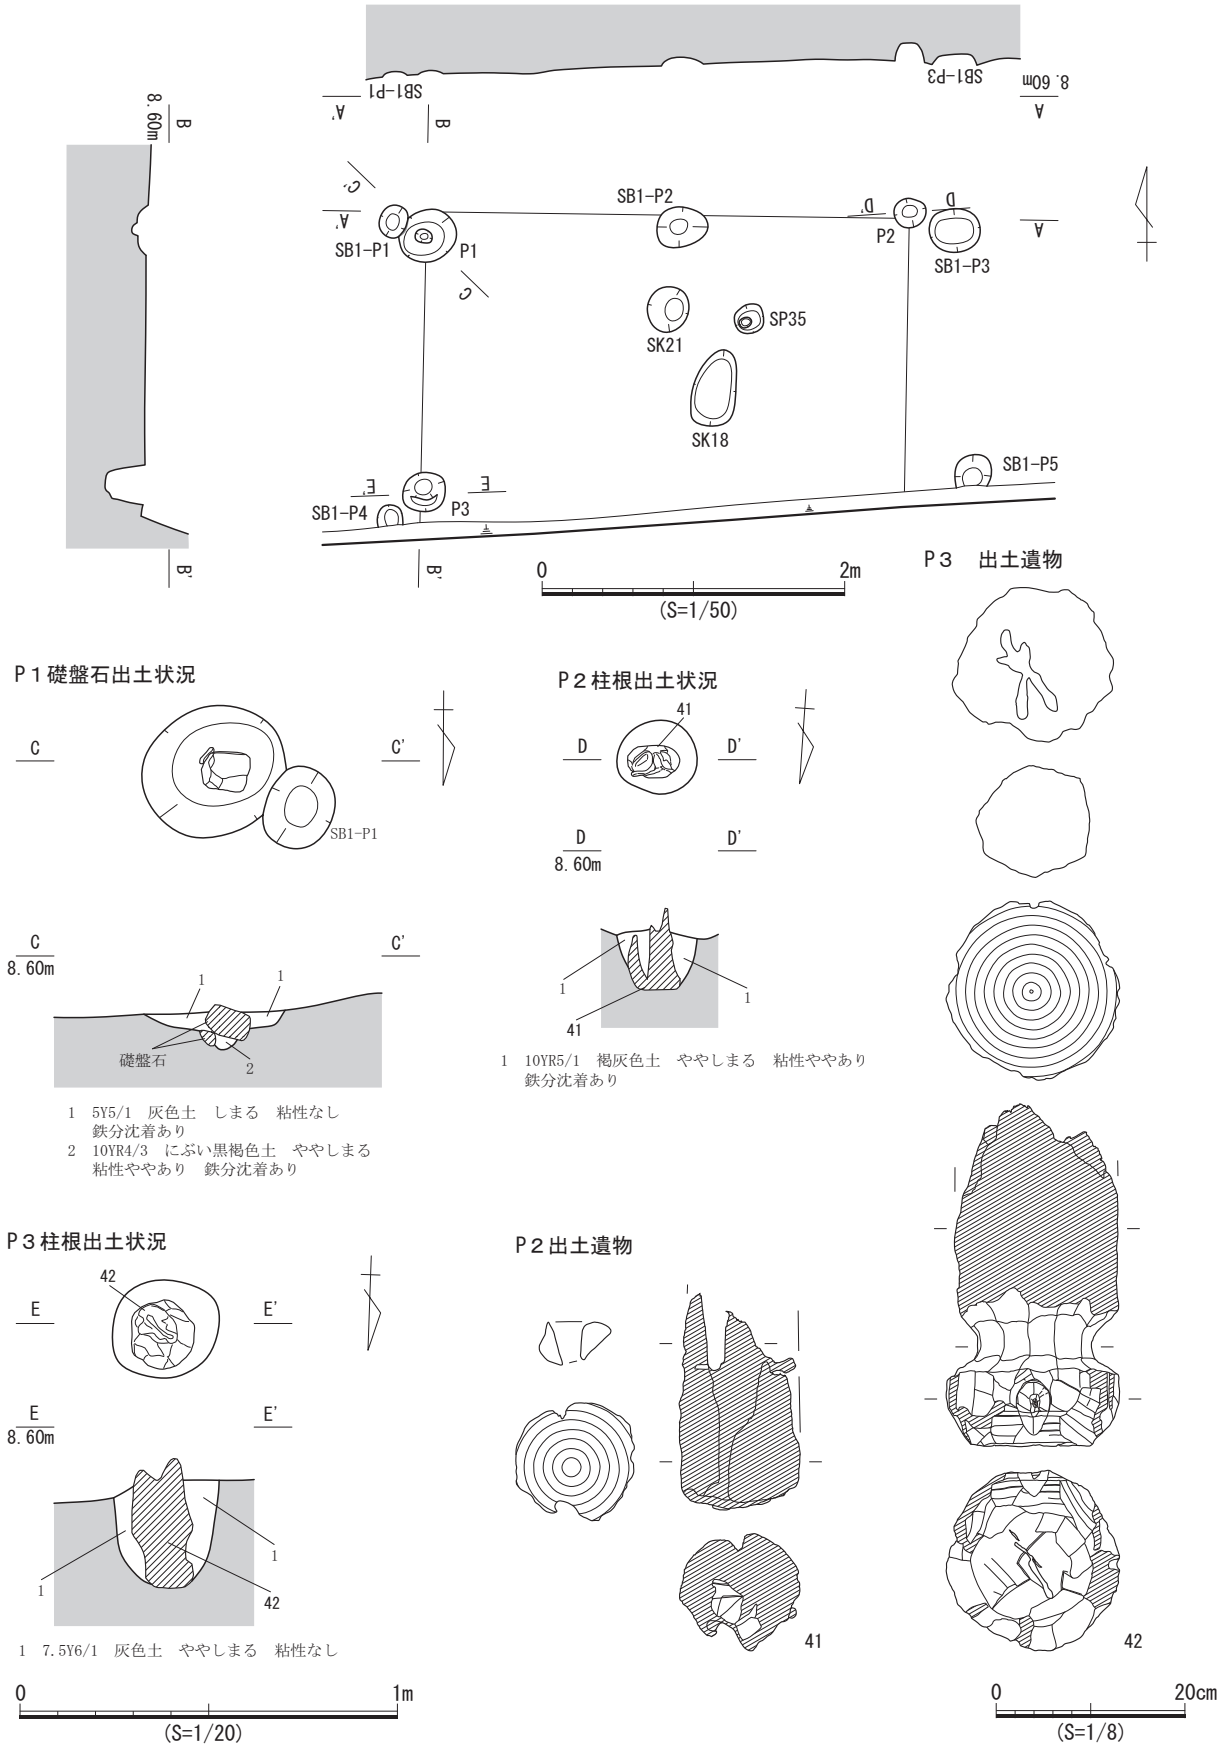 SB1-P1
SB1-P3
8.60m
A'
A
B
8.60m
B
C'
A'
SB1-P1
P1
C
SB1-P2
D'
D
P2
SB1-P3
A
SK21
SP35
SK18
E'
E
SB1-P4
P3
SB1-P5
B'
B'
0
2m
(S=1/50)
P3 出土遺物
P1礎盤石出土状況
C
C'
SB1-P1
C
8.60m
C'
1
1
礎盤石
2
1 5Y5/1 灰色土 しまる 粘性なし
鉄分沈着あり
2 10YR4/3 にぶい黒褐色土 ややしまる
粘性ややあり 鉄分沈着あり
P2柱根出土状況
41
D
D'
D
8.60m
D'
1
1
41
1 10YR5/1 褐灰色土 ややしまる 粘性ややあり
鉄分沈着あり
P3柱根出土状況
42
E
E'
E
8.60m
E'
1
1
42
1 7.5Y6/1 灰色土 ややしまる 粘性なし
P2出土遺物
41
42
0
1m
(S=1/20)
0
20cm
(S=1/8)